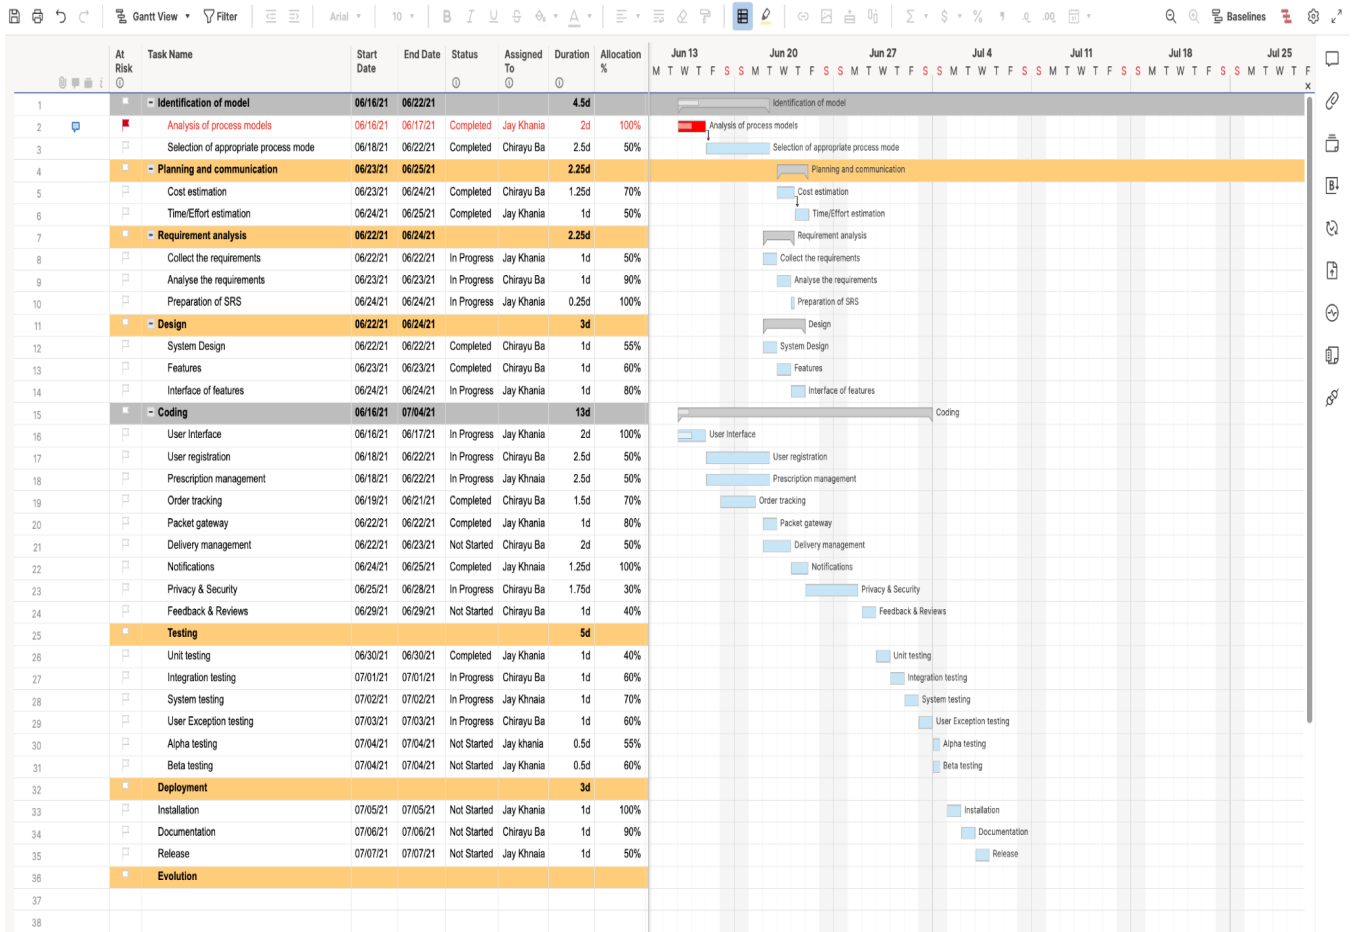 Gantt View Filter Arial 10 B I U S A Σ $ % .0 .00 Baselines
At Risk Task Name Start Date End Date Status Assigned To Duration Allocation %
Jun 13 Jun 20 Jun 27 Jul 4 Jul 11 Jul 18 Jul 25
M T W T F S S M T W T F S S M T W T F S S M T W T F S S M T W T F S S M T W T F S S M T W T F
1 Identification of model 06/16/21 06/22/21 4.5d Identification of model
2 Analysis of process models 06/16/21 06/17/21 Completed Jay Khania 2d 100% Analysis of process models
3 Selection of appropriate process mode 06/18/21 06/22/21 Completed Chirayu Ba 2.5d 50% Selection of appropriate process mode
4 Planning and communication 06/23/21 06/25/21 2.25d Planning and communication
5 Cost estimation 06/23/21 06/24/21 Completed Chirayu Ba 1.25d 70% Cost estimation
6 Time/Effort estimation 06/24/21 06/25/21 Completed Jay Khania 1d 50% Time/Effort estimation
7 Requirement analysis 06/22/21 06/24/21 2.25d Requirement analysis
8 Collect the requirements 06/22/21 06/22/21 In Progress Jay Khania 1d 50% Collect the requirements
9 Analyse the requirements 06/23/21 06/23/21 In Progress Chirayu Ba 1d 90% Analyse the requirements
10 Preparation of SRS 06/24/21 06/24/21 In Progress Jay Khania 0.25d 100% Preparation of SRS
11 Design 06/22/21 06/24/21 3d Design
12 System Design 06/22/21 06/22/21 Completed Chirayu Ba 1d 55% System Design
13 Features 06/23/21 06/23/21 Completed Chirayu Ba 1d 60% Features
14 Interface of features 06/24/21 06/24/21 In Progress Jay Khania 1d 80% Interface of features
15 Coding 06/16/21 07/04/21 13d Coding
16 User Interface 06/16/21 06/17/21 In Progress Jay Khania 2d 100% User Interface
17 User registration 06/18/21 06/22/21 In Progress Chirayu Ba 2.5d 50% User registration
18 Prescription management 06/18/21 06/22/21 In Progress Jay Khnaia 2.5d 50% Prescription management
19 Order tracking 06/19/21 06/21/21 Completed Chirayu Ba 1.5d 70% Order tracking
20 Packet gateway 06/22/21 06/22/21 Completed Jay Khania 1d 80% Packet gateway
21 Delivery management 06/22/21 06/23/21 Not Started Chirayu Ba 2d 50% Delivery management
22 Notifications 06/24/21 06/25/21 Completed Jay Khnaia 1.25d 100% Notifications
23 Privacy & Security 06/25/21 06/28/21 In Progress Chirayu Ba 1.75d 30% Privacy & Security
24 Feedback & Reviews 06/29/21 06/29/21 Not Started Chirayu Ba 1d 40% Feedback & Reviews
25 Testing 5d
26 Unit testing 06/30/21 06/30/21 Completed Jay Khania 1d 40% Unit testing
27 Integration testing 07/01/21 07/01/21 In Progress Chirayu Ba 1d 60% Integration testing
28 System testing 07/02/21 07/02/21 In Progress Jay Khnaia 1d 70% System testing
29 User Exception testing 07/03/21 07/03/21 In Progress Chirayu Ba 1d 60% User Exception testing
30 Alpha testing 07/04/21 07/04/21 Not Started Jay khania 0.5d 55% Alpha testing
31 Beta testing 07/04/21 07/04/21 Not Started Jay Khania 0.5d 60% Beta testing
32 Deployment 3d
33 Installation 07/05/21 07/05/21 Not Started Jay Khania 1d 100% Installation
34 Documentation 07/06/21 07/06/21 Not Started Chirayu Ba 1d 90% Documentation
35 Release 07/07/21 07/07/21 Not Started Jay Khnaia 1d 50% Release
36 Evolution
37
38